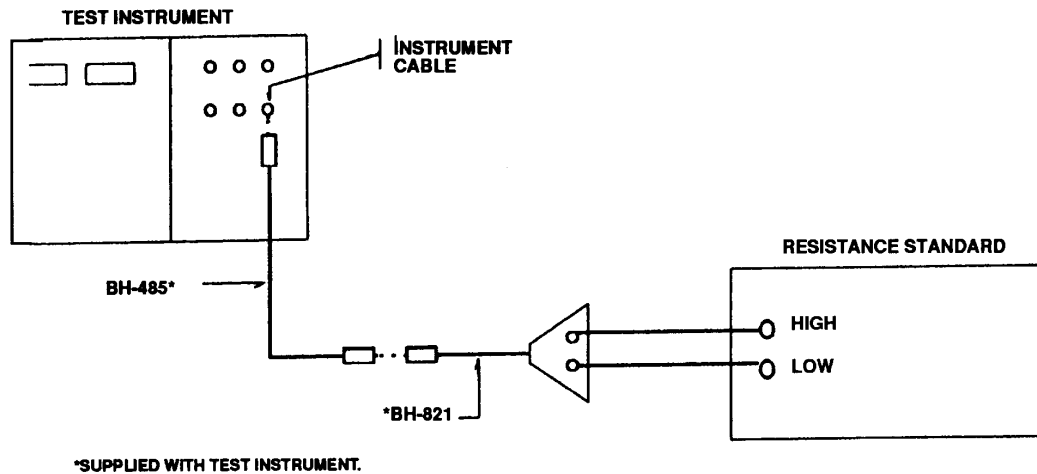 TEST INSTRUMENT
INSTRUMENT
CABLE
RESISTANCE STANDARD
BH-485*
HIGH
LOW
*BH-821
*SUPPLIED WITH TEST INSTRUMENT.